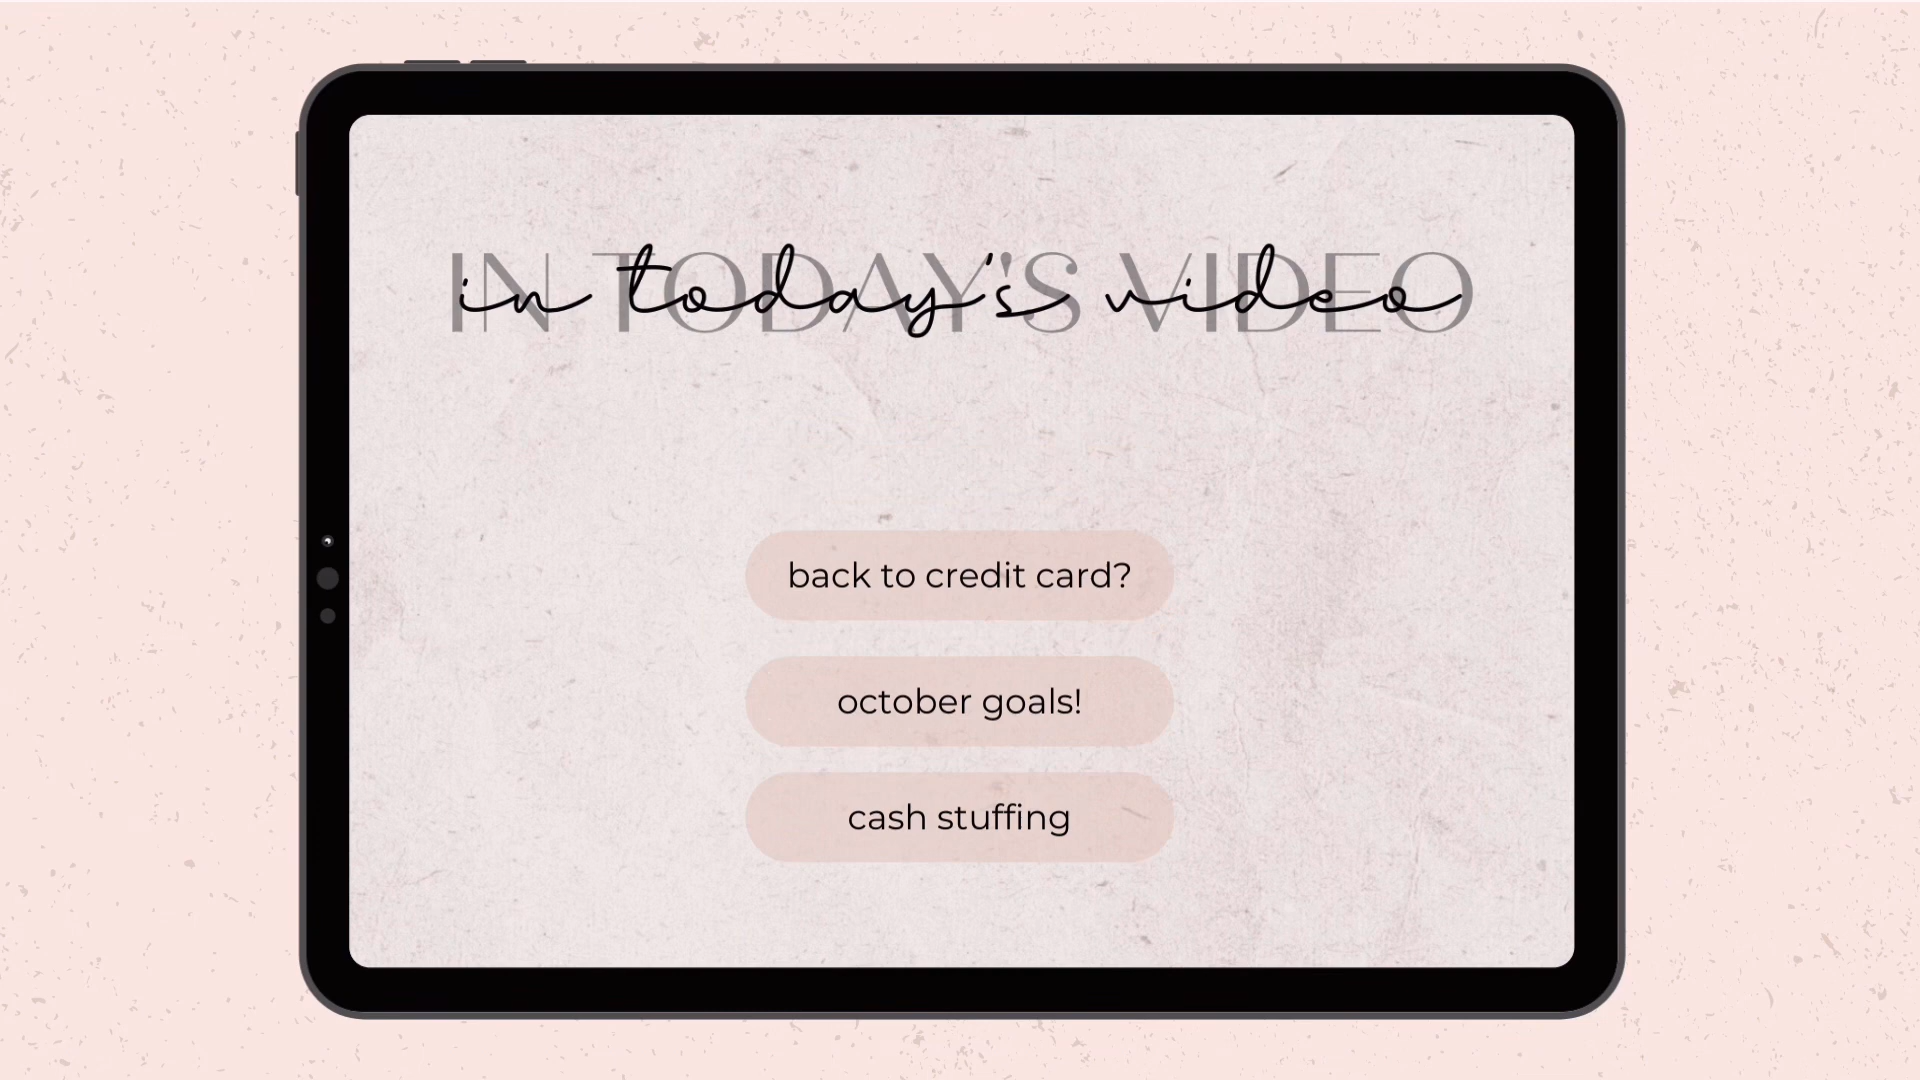 IN TODAY'S VIDEO
in today's video
back to credit card?
october goals!
cash stuffing